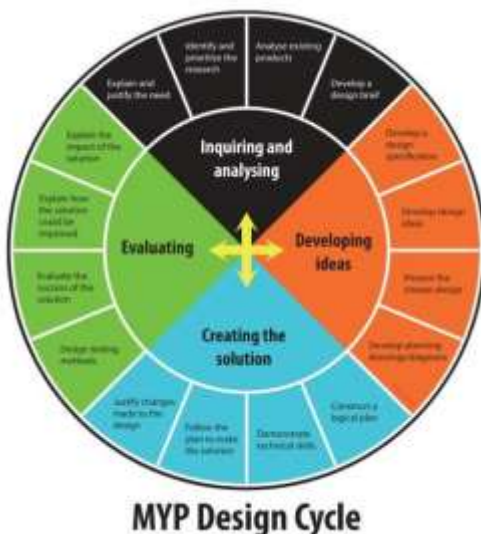 Explain and
justify the need
Identify and
prioritize the
research
Analyse existing
products
Develop a
design brief
Inquiring and
analysing
Develop a
design
specification
Develop design
ideas
Present the
chosen design
Develop planning
drawings/diagrams
Developing
ideas
Construct a
logical plan
Demonstrate
technical skills
Follow the
plan to make
the solution
Justify changes
made to the
design
Creating the
solution
Design testing
methods
Evaluate the
success of the
solution
Explain how
the solution
could be
improved
Explain the
impact of the
solution
Evaluating
MYP Design Cycle